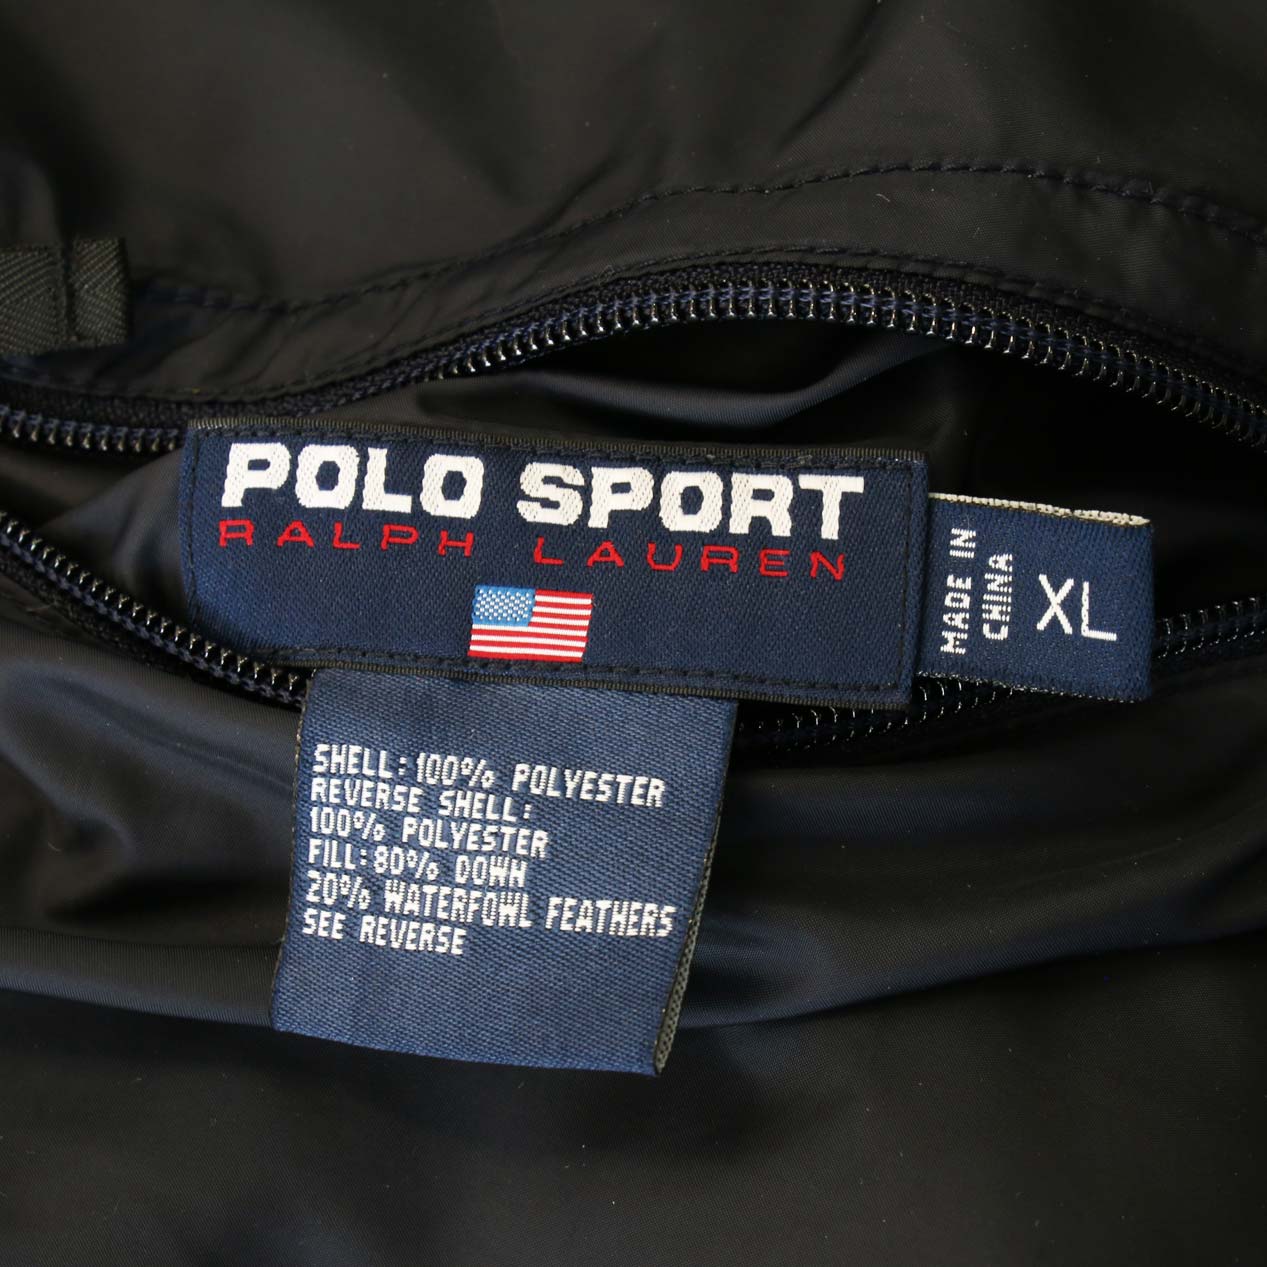 POLO SPORT
RALPH LAUREN
MADE IN
CHINA
XL
SHELL: 100% POLYESTER
REVERSE SHELL:
100% POLYESTER
FILL: 80% DOWN
20% WATERFOWL FEATHERS
SEE REVERSE